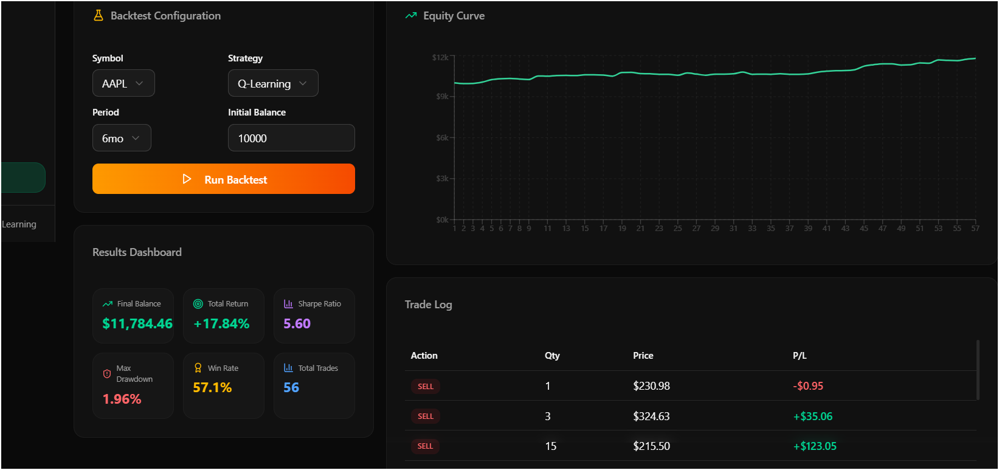 Learning
Backtest Configuration
Symbol
Strategy
AAPL
Q-Learning
Period
Initial Balance
6mo
10000
Run Backtest
Results Dashboard
Final Balance
$11,784.46
Total Return
+17.84%
Sharpe Ratio
5.60
Max
Drawdown
1.96%
Win Rate
57.1%
Total Trades
56
Equity Curve
$12k
$9k
$6k
$3k
$0k
1 2 3 4 5 6 7 8 9 11 13 15 17 19 21 23 25 27 29 31 33 35 37 39 41 43 45 47 49 51 53 55 57
Trade Log
Action Qty Price P/L
SELL 1 $230.98 -$0.95
SELL 3 $324.63 +$35.06
SELL 15 $215.50 +$123.05